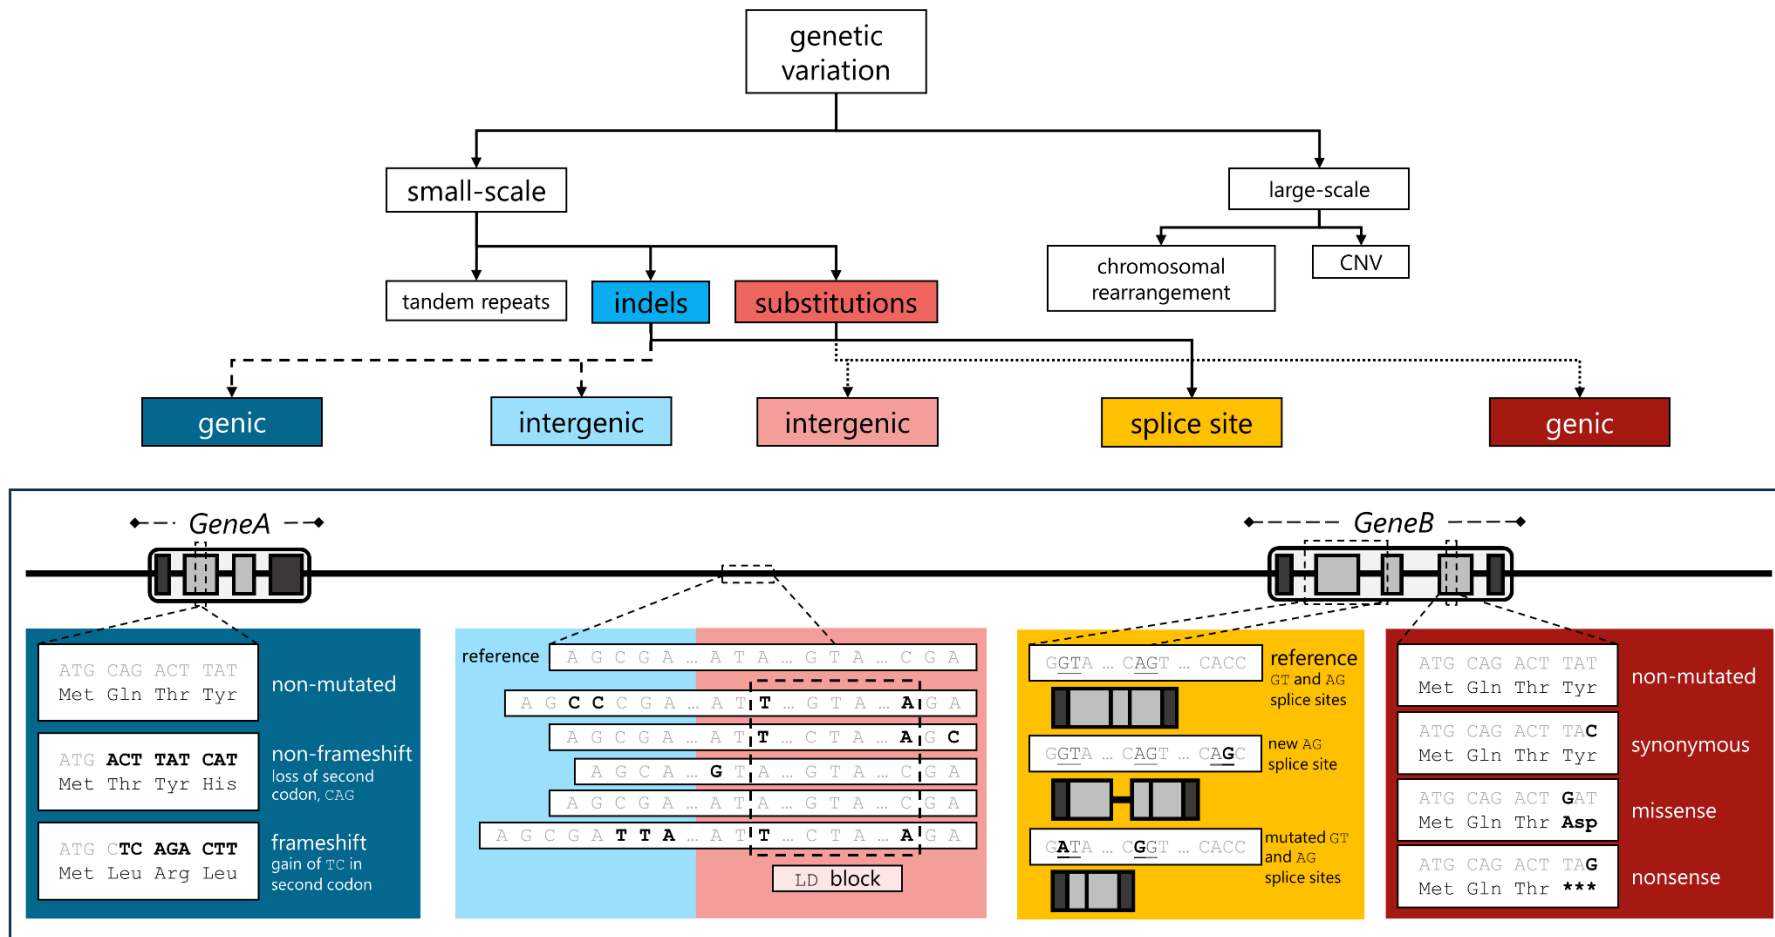 genetic
variation
small-scale
large-scale
tandem repeats
indels
substitutions
chromosomal
rearrangement
CNV
genic
intergenic
intergenic
splice site
genic
GeneA
GeneB
ATG CAG ACT TAT
Met Gln Thr Tyr
non-mutated
ATG ACT TAT CAT
Met Thr Tyr His
non-frameshift
loss of second
codon, CAG
ATG CTC AGA CTT
Met Leu Arg Leu
frameshift
gain of TC in
second codon
reference
A G C G A ... A T A ... G T A ... C G A
A G C C C G A ... A T T ... G T A ... A G A
A G C G A ... A T T ... C T A ... A G C
A G C A ... G T A ... G T A ... C G A
A G C G A ... A T A ... G T A ... C G A
A G C G A T T A ... A T T ... C T A ... A G A
LD block
GGTA ... CAGT ... CACC
reference
GT and AG
splice sites
GGTA ... CAGT ... CAGC
new AG
splice site
GATA ... CGGT ... CACC
mutated GT
and AG
splice sites
ATG CAG ACT TAT
Met Gln Thr Tyr
non-mutated
ATG CAG ACT TAC
Met Gln Thr Tyr
synonymous
ATG CAG ACT GAT
Met Gln Thr Asp
missense
ATG CAG ACT TAG
Met Gln Thr ***
nonsense